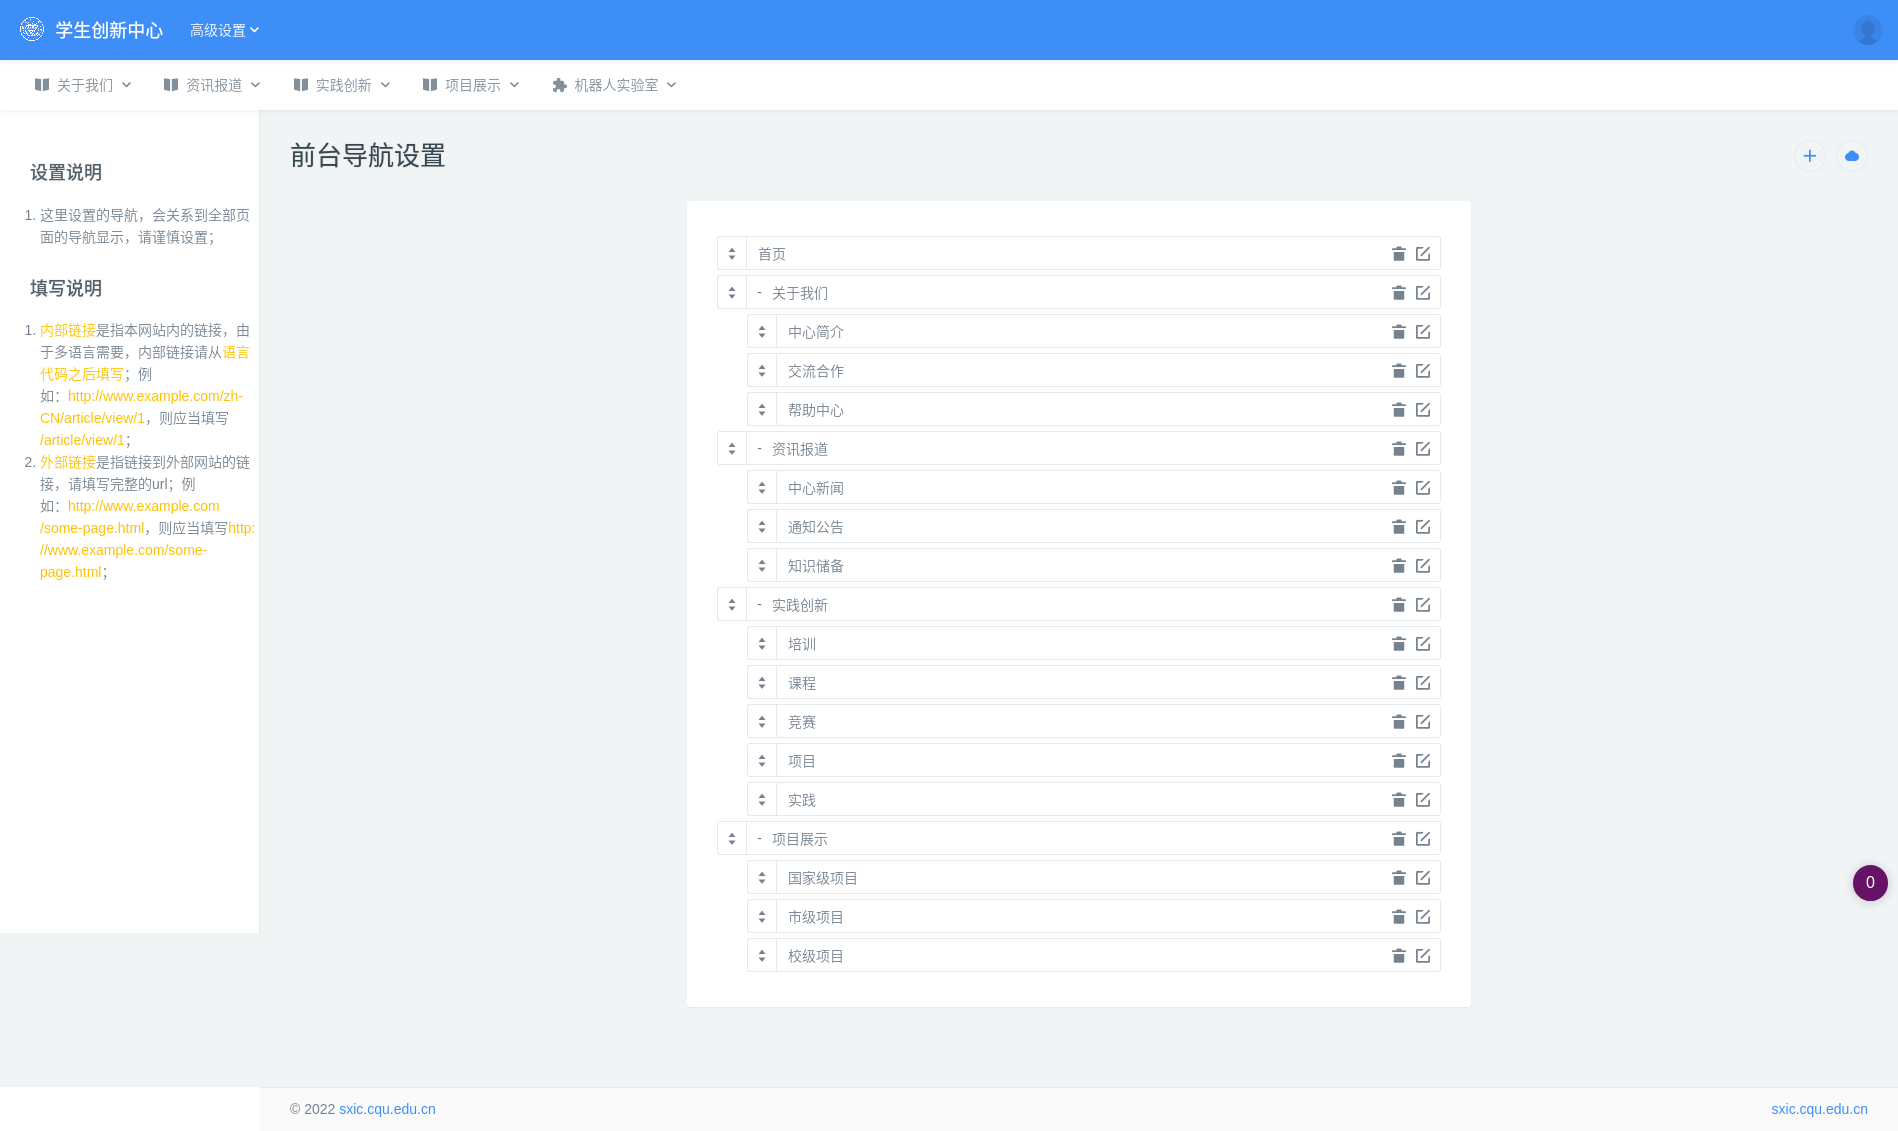 学生创新中心 高级设置
关于我们 资讯报道 实践创新 项目展示 机器人实验室
设置说明
1. 这里设置的导航，会关系到全部页
面的导航显示，请谨慎设置；
填写说明
1. 内部链接是指本网站内的链接，由
于多语言需要，内部链接请从语言
代码之后填写；例
如：http://www.example.com/zh-
CN/article/view/1，则应当填写
/article/view/1；
2. 外部链接是指链接到外部网站的链
接，请填写完整的url；例
如：http://www.example.com
/some-page.html，则应当填写http:
//www.example.com/some-
page.html；
前台导航设置
首页
- 关于我们
中心简介
交流合作
帮助中心
- 资讯报道
中心新闻
通知公告
知识储备
- 实践创新
培训
课程
竞赛
项目
实践
- 项目展示
国家级项目
市级项目
校级项目
0
© 2022 sxic.cqu.edu.cn
sxic.cqu.edu.cn